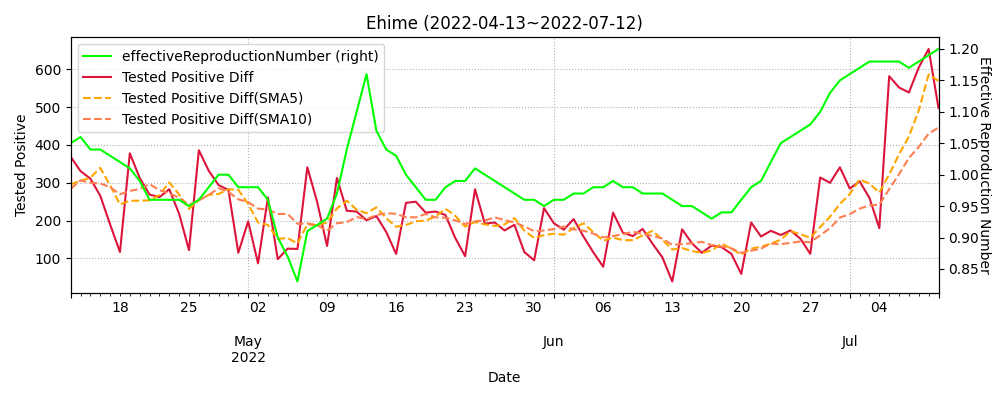 Ehime (2022-04-13~2022-07-12)
effectiveReproductionNumber (right)
Tested Positive Diff
Tested Positive Diff(SMA5)
Tested Positive Diff(SMA10)
Tested Positive
600
500
400
300
200
100
1.20
1.15
1.10
1.05
1.00
0.95
0.90
0.85
Effective Reproduction Number
18 25 02 09 16 23 30 06 13 20 27 04
May Jun Jul
2022
Date